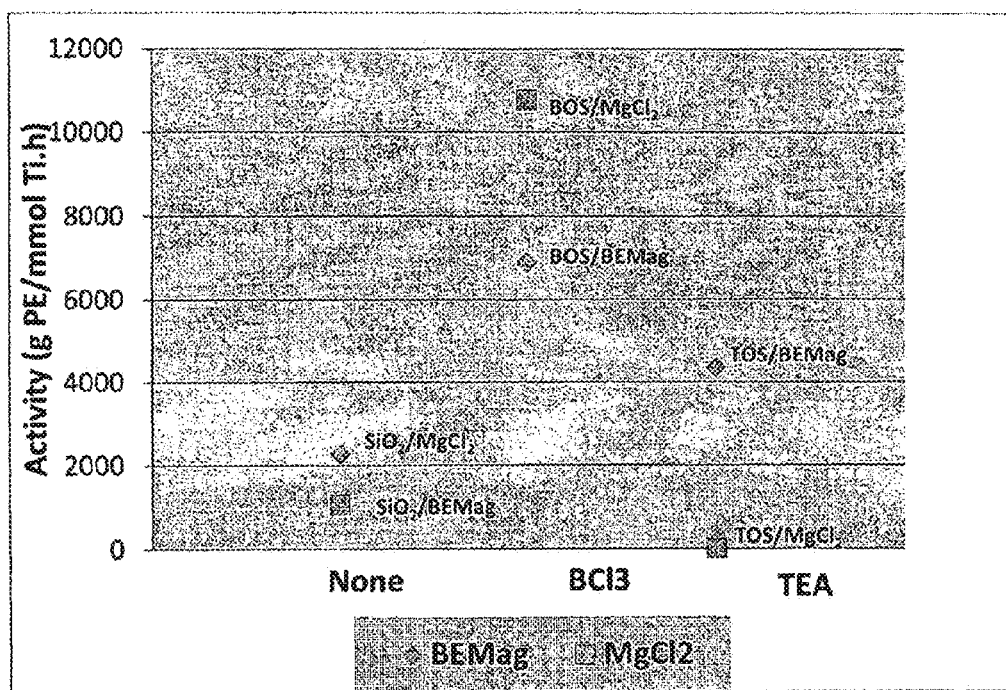 Activity (g PE/mmol Ti.h)
12000
10000
8000
6000
4000
2000
0
BOS/MgCl₂
BOS/BEMag
TOS/BEMag
SiO₂/MgCl₂
SiO₂/BEMag
TOS/MgCl₂
None BCl3 TEA
BEMag MgCl2